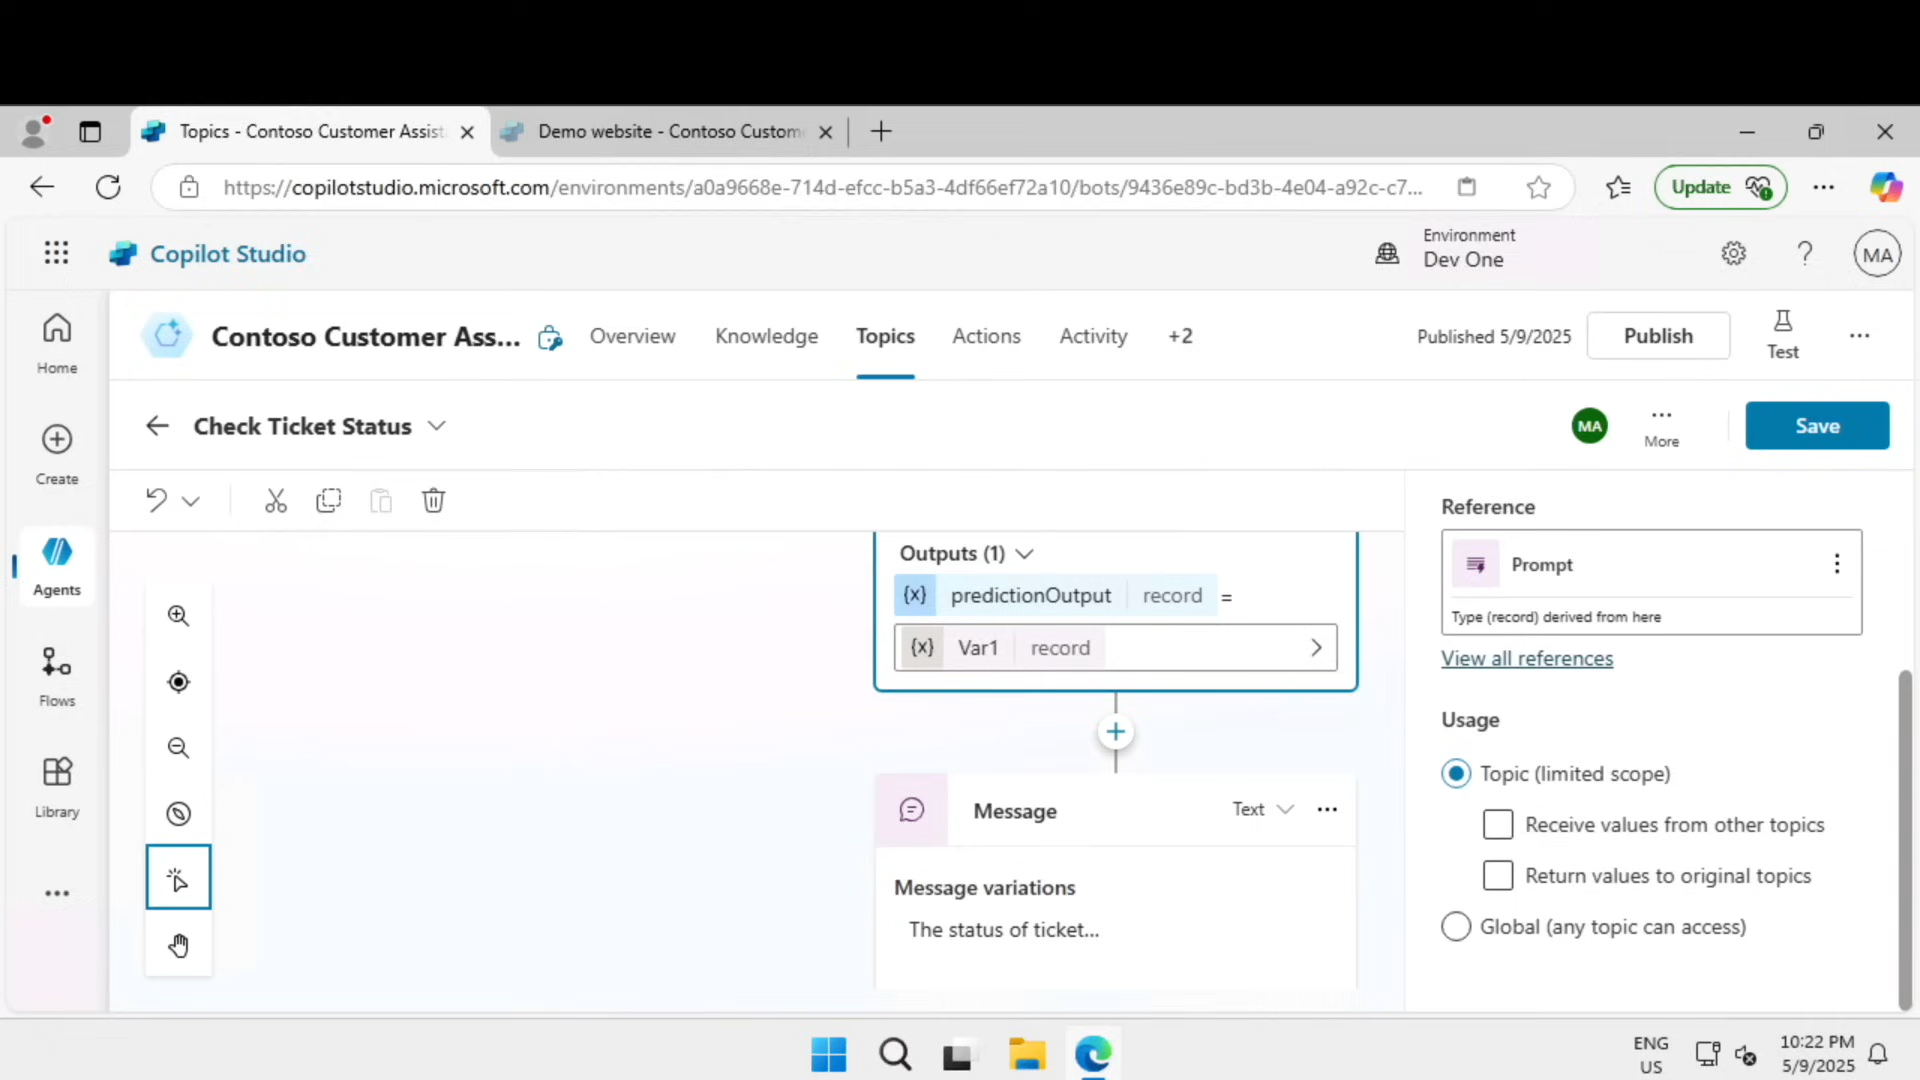 Topics - Contoso Customer Assist
Demo website - Contoso Custom
https://copilotstudio.microsoft.com/environments/a0a9668e-714d-efcc-b5a3-4df66ef72a10/bots/9436e89c-bd3b-4e04-a92c-c7...
Update
Copilot Studio
Environment
Dev One
MA
Contoso Customer Ass...
Overview
Knowledge
Topics
Actions
Activity
+2
Published 5/9/2025
Publish
Test
Home
Create
Agents
Flows
Library
Check Ticket Status
MA
More
Save
Outputs (1)
{x} predictionOutput record =
{x} Var1 record
Message
Text
Message variations
The status of ticket...
Reference
Prompt
Type (record) derived from here
View all references
Usage
Topic (limited scope)
Receive values from other topics
Return values to original topics
Global (any topic can access)
ENG
US
10:22 PM
5/9/2025